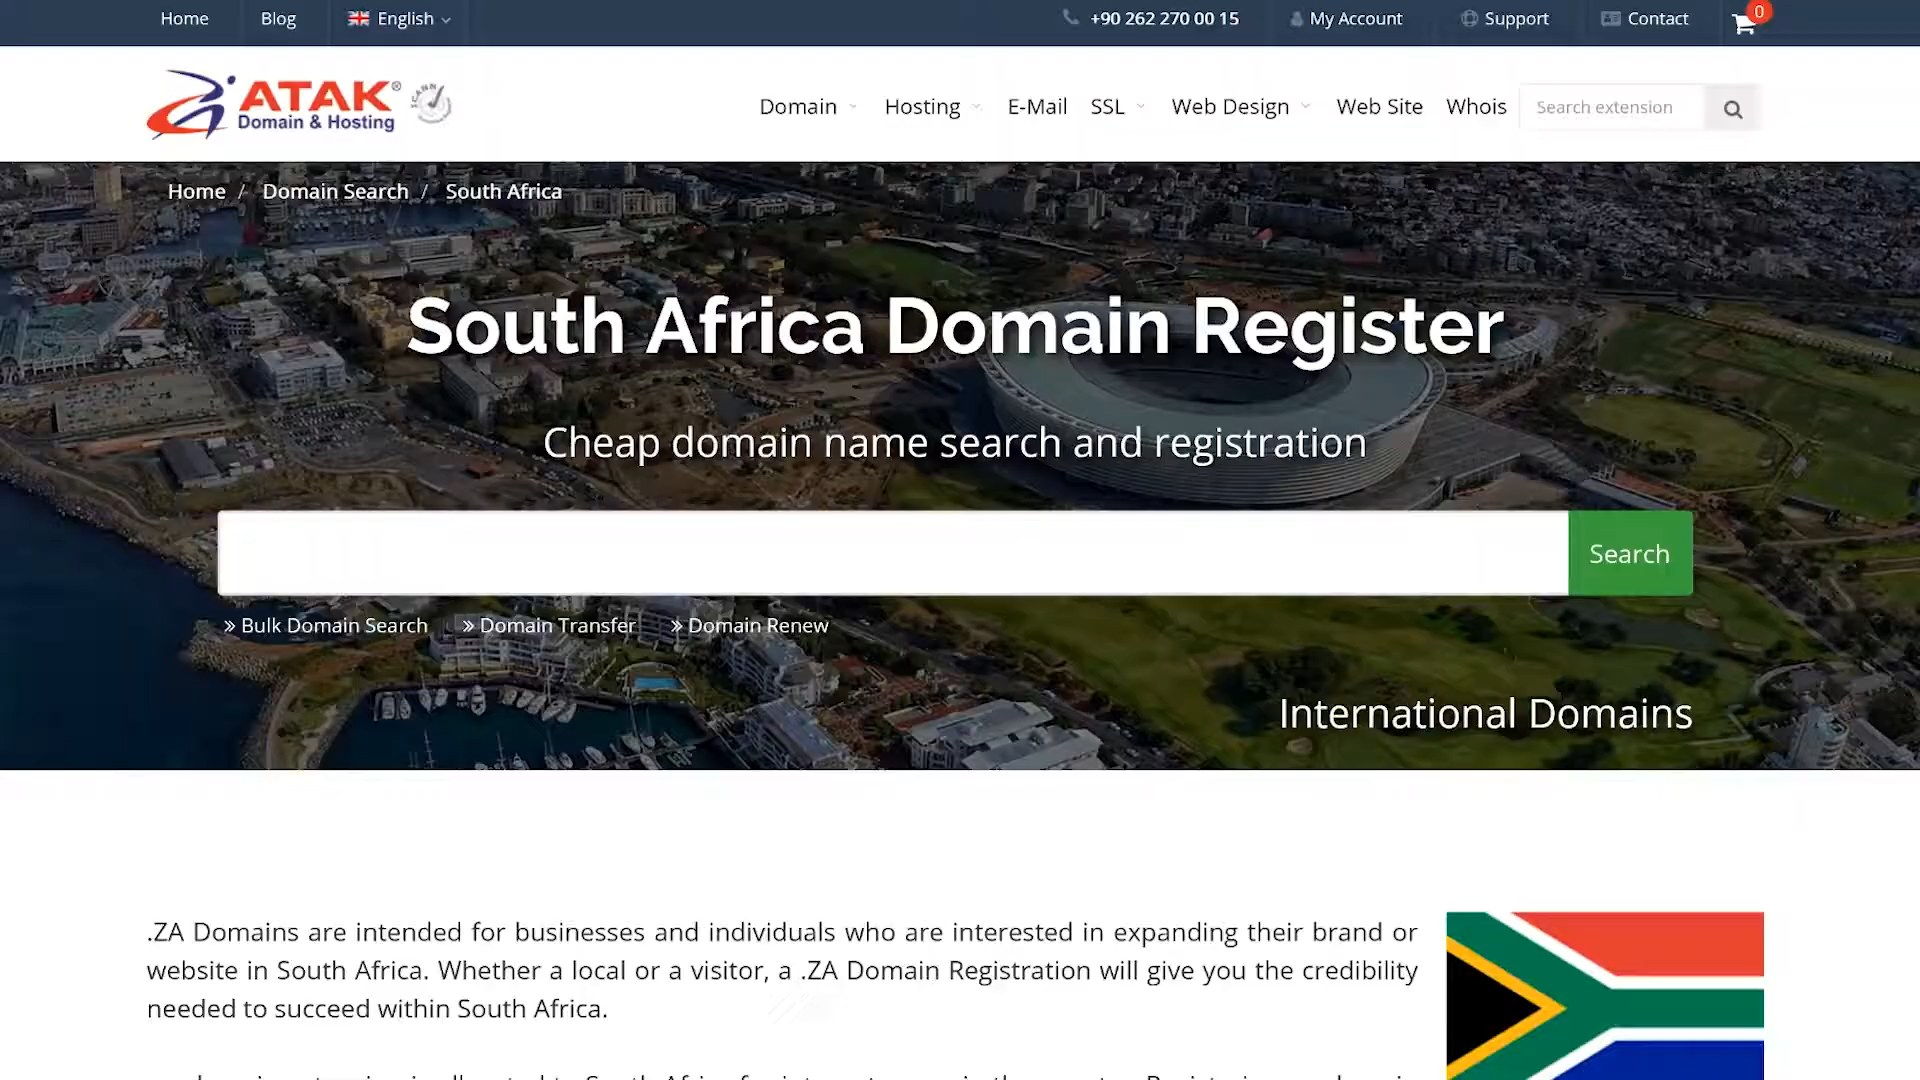 Home Blog English +90 262 270 00 15 My Account Support Contact 0
ATAK®
Domain & Hosting
ICANN
Domain Hosting E-Mail SSL Web Design Web Site Whois Search extension
Home / Domain Search / South Africa
South Africa Domain Register
Cheap domain name search and registration
Search
» Bulk Domain Search » Domain Transfer » Domain Renew
International Domains
.ZA Domains are intended for businesses and individuals who are interested in expanding their brand or
website in South Africa. Whether a local or a visitor, a .ZA Domain Registration will give you the credibility
needed to succeed within South Africa.